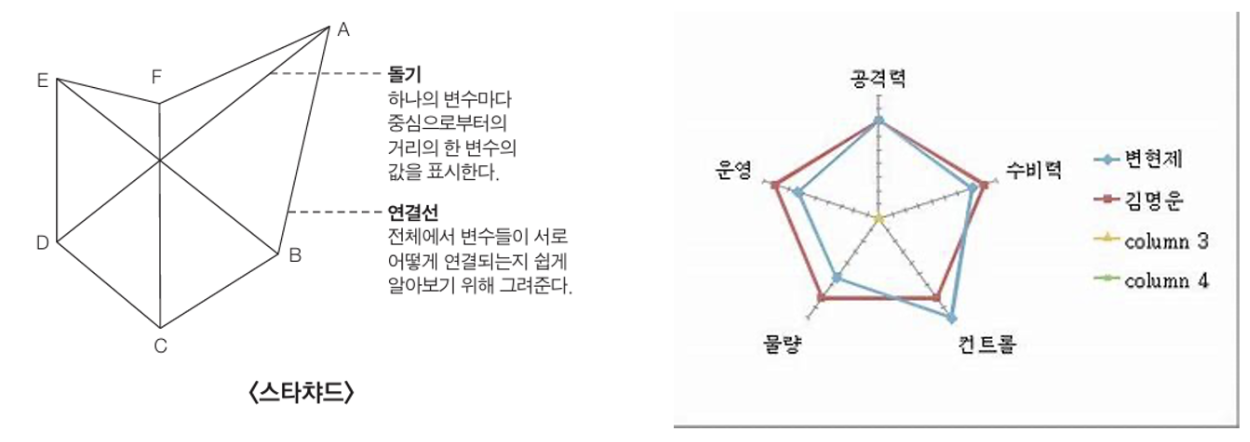 A
E
F
돌기
하나의 변수마다
중심으로부터의
거리의 한 변수의
값을 표시한다.
연결선
전체에서 변수들이 서로
어떻게 연결되는지 쉽게
알아보기 위해 그려준다.
D
B
C
〈스타챠드〉
공격력
운영
수비력
물량
컨트롤
변현제
김명운
column 3
column 4